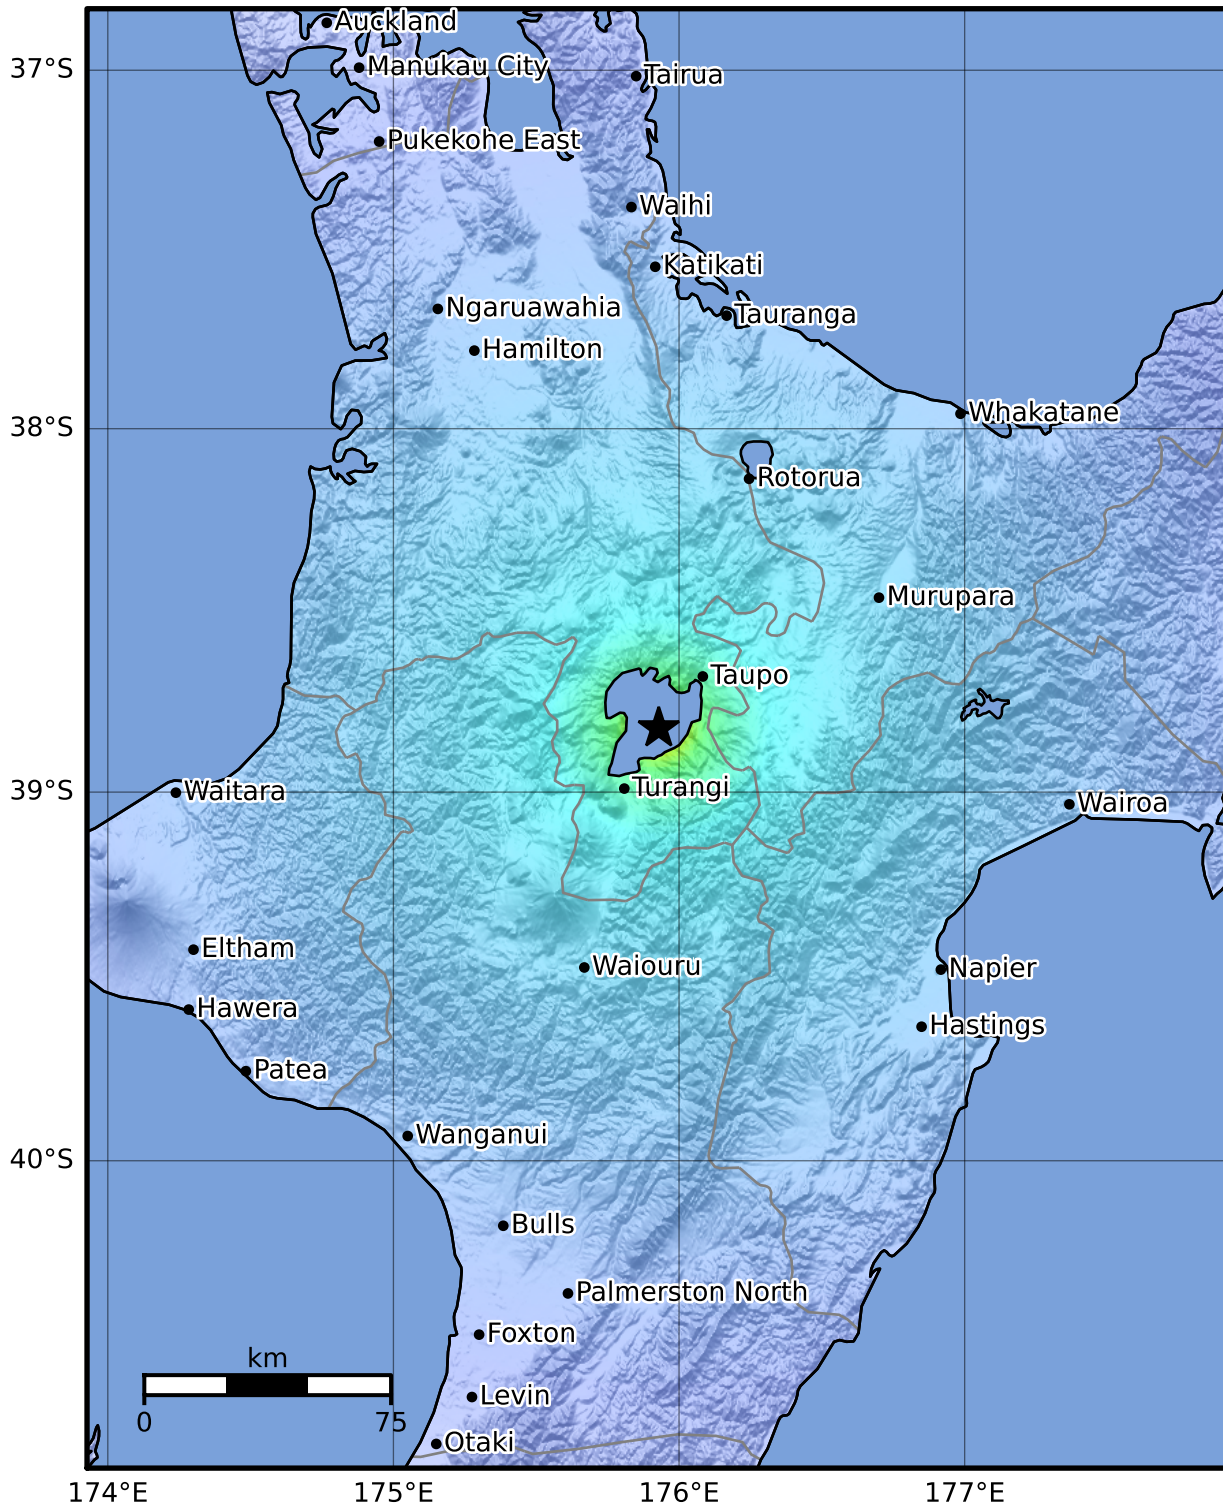 Auckland
37°S
Manukau City
Tairua
Pukekohe East
Waihi
Katikati
Ngaruawahia
Tauranga
Hamilton
Whakatane
38°S
Rotorua
Murupara
Taupo
Turangi
39°S
Waitara
Wairoa
Eltham
Waiouru
Napier
Hawera
Hastings
Patea
Wanganui
40°S
Bulls
Palmerston North
Foxton
km
Levin
0
75
Otaki
174°E
175°E
176°E
177°E